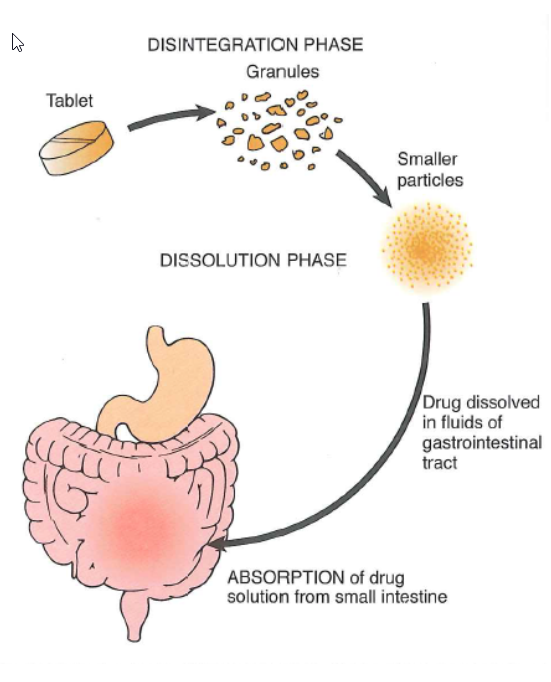 DISINTEGRATION PHASE
Granules
Tablet
Smaller
particles
DISSOLUTION PHASE
Drug dissolved
in fluids of
gastrointestinal
tract
ABSORPTION of drug
solution from small intestine